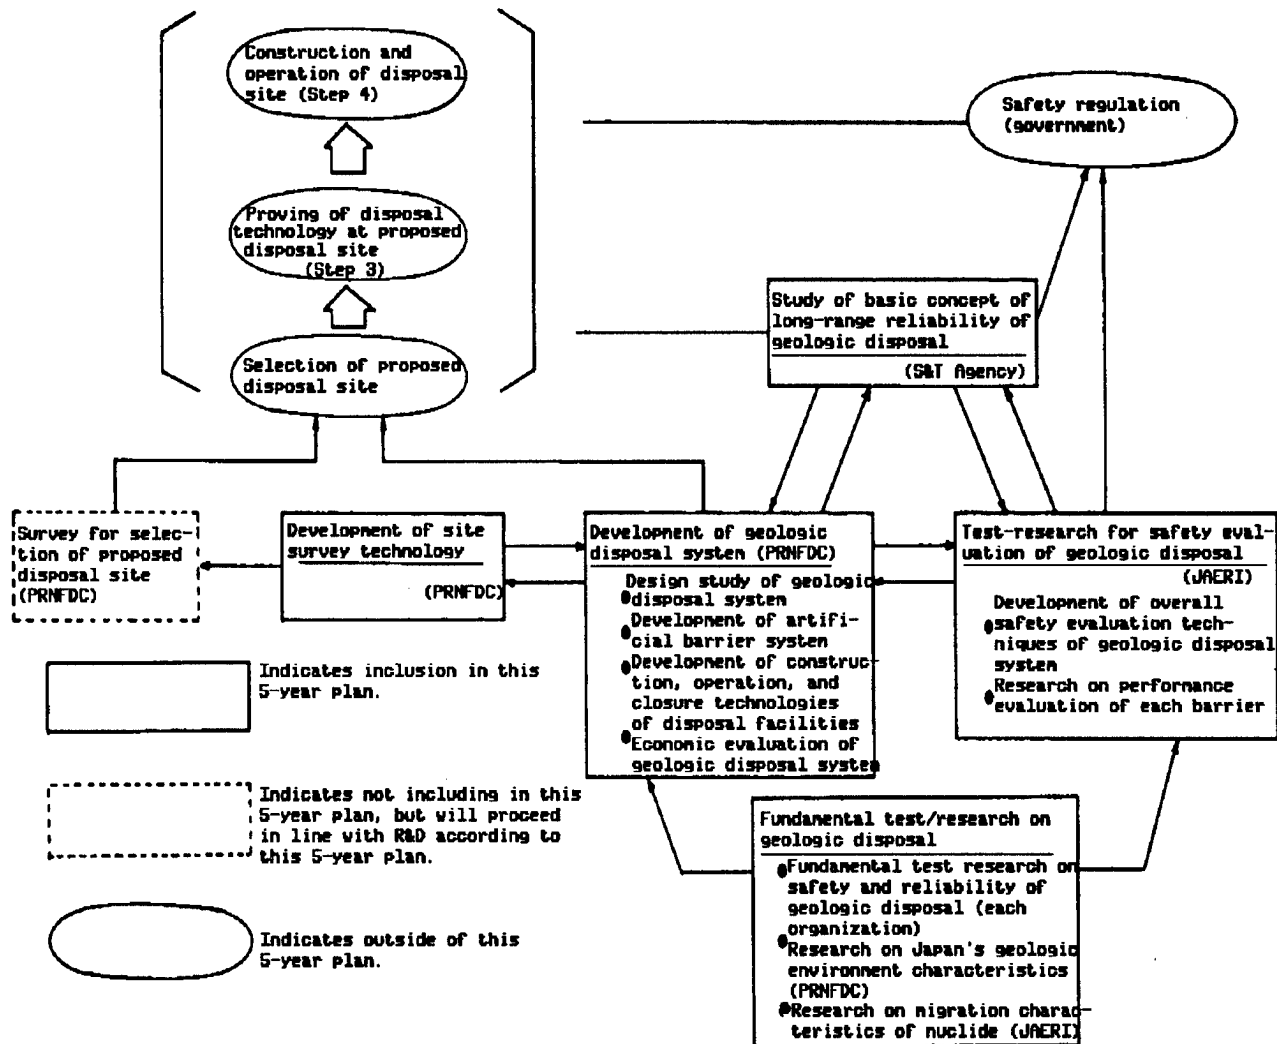 Construction and
operation of disposal
site (Step 4)
Safety regulation
(government)
Proving of disposal
technology at proposed
disposal site
(Step 3)
Study of basic concept of
long-range reliability of
geologic disposal
(S&T Agency)
Selection of proposed
disposal site
Survey for selec-
tion of proposed
disposal site
(PRNFDC)
Development of site
survey technology
(PRNFDC)
Development of geologic
disposal system (PRNFDC)
Design study of geologic
disposal system
Development of artifi-
cial barrier system
Development of construc-
tion, operation, and
closure technologies
of disposal facilities
Economic evaluation of
geologic disposal system
Test-research for safety eval-
uation of geologic disposal
(JAERI)
Development of overall
safety evaluation tech-
niques of geologic disposal
system
Research on performance
evaluation of each barrier
Indicates inclusion in this
5-year plan.
Indicates not including in this
5-year plan, but will proceed
in line with R&D according to
this 5-year plan.
Indicates outside of this
5-year plan.
Fundamental test/research on
geologic disposal
Fundamental test research on
safety and reliability of
geologic disposal (each
organization)
Research on Japan's geologic
environment characteristics
(PRNFDC)
Research on migration charac-
teristics of nuclide (JAERI)